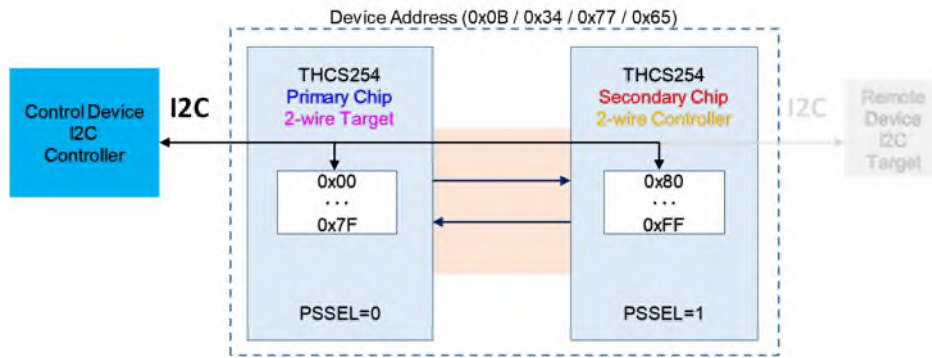 Device Address (0x0B / 0x34 / 0x77 / 0x65)
Control Device
I2C
Controller
I2C
THCS254
Primary Chip
2-wire Target
0x00
...
0x7F
PSSEL=0
THCS254
Secondary Chip
2-wire Controller
0x80
...
0xFF
PSSEL=1
I2C
Remote
Device
I2C
Target